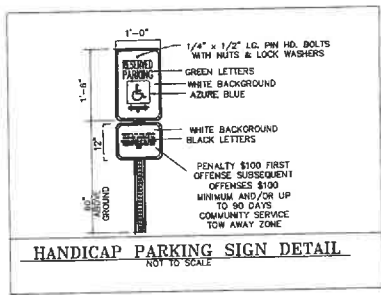 1'-0"
1/4" x 1/2" LG. PIN HD. BOLTS
WITH NUTS & LOCK WASHERS
RESERVED
PARKING
GREEN LETTERS
WHITE BACKGROUND
AZURE BLUE
1'-6"
12"
WHITE BACKGROUND
BLACK LETTERS
PENALTY $100 FIRST
OFFENSE SUBSEQUENT
OFFENSES $100
MINIMUM AND/OR UP
TO 90 DAYS
COMMUNITY SERVICE
TOW AWAY ZONE
ABOVE
GROUND
HANDICAP PARKING SIGN DETAIL
NOT TO SCALE